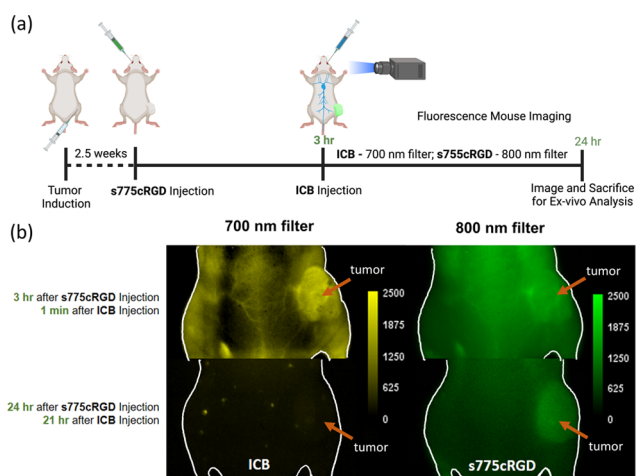 (a)
3 hr
Fluorescence Mouse Imaging
24 hr
2.5 weeks
ICB - 700 nm filter; s755cRGD - 800 nm filter
Tumor
Induction
s775cRGD Injection
ICB Injection
Image and Sacrifice
for Ex-vivo Analysis
(b)
700 nm filter
800 nm filter
3 hr after s775cRGD Injection
1 min after ICB Injection
tumor
2500
1875
1250
625
0
tumor
2500
1875
1250
625
0
24 hr after s775cRGD Injection
21 hr after ICB Injection
tumor
ICB
tumor
s775cRGD